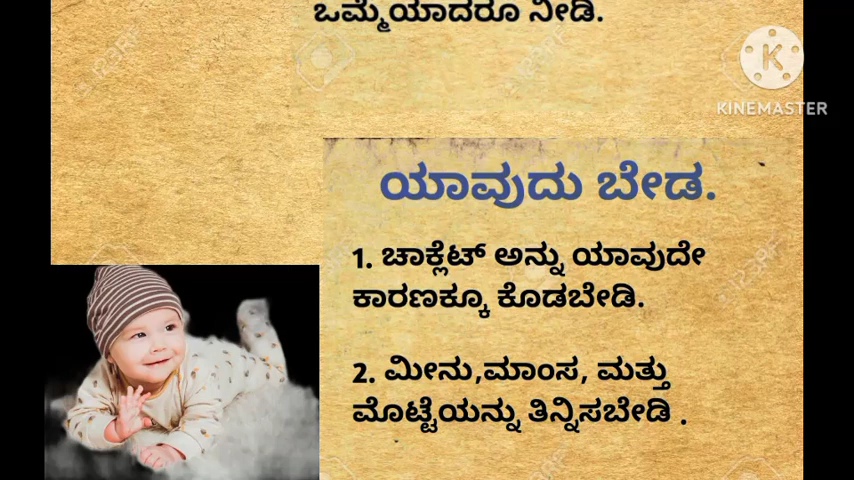 ಒಮ್ಮೆಯಾದರೂ ನೀಡಿ.
KINEMASTER
ಯಾವುದು ಬೇಡ.
1. ಚಾಕ್ಲೆಟ್ ಅನ್ನು ಯಾವುದೇ
ಕಾರಣಕ್ಕೂ ಕೊಡಬೇಡಿ.
2. ಮೀನು,ಮಾಂಸ, ಮತ್ತು
ಮೊಟ್ಟೆಯನ್ನು ತಿನ್ನಿಸಬೇಡಿ .